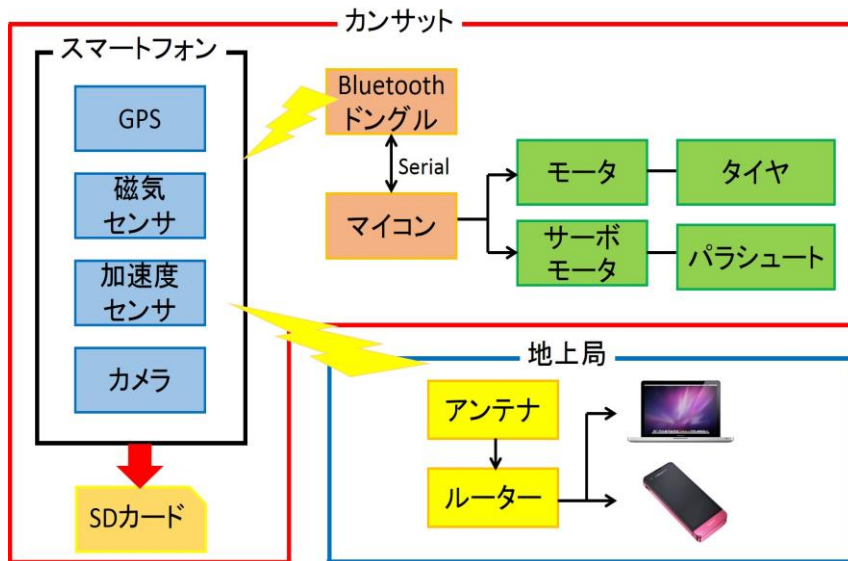 カンサット
スマートフォン
GPS
磁気
センサ
加速度
センサ
カメラ
SDカード
Bluetooth
ドングル
Serial
マイコン
モータ
タイヤ
サーボ
モータ
パラシュート
地上局
アンテナ
ルーター